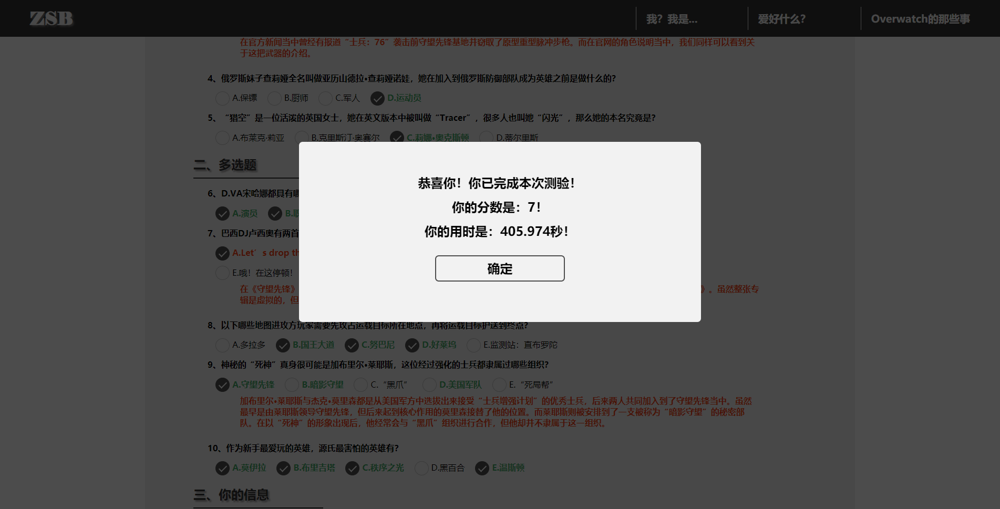 ZSB
我？我是...
爱好什么？
Overwatch的那些事
在官方新闻当中曾经有报道“士兵：76”袭击前守望先锋基地并窃取了原型重型脉冲步枪。而在官网的角色说明当中，我们同样可以看到关
于这把武器的介绍。
4、俄罗斯妹子查莉娅全名叫做亚历山德拉•查莉娅诺娃，她在加入到俄罗斯防御部队成为英雄之前是做什么的？
A.保镖 B.厨师 C.军人 D.运动员
5、“猎空”是一位活泼的英国女士，她在英文版本中被叫做“Tracer”，很多人也叫她“闪光”，那么她的本名究竟是？
A.布莱克·莉亚 B.克里斯汀·奥赛尔 C.莉娜•奥克斯顿 D.蒂尔里斯
二、多选题
6、D.VA宋哈娜都具有哪
A.演员 B.职
7、巴西DJ卢西奥有两首
A.Let’s drop th
E.哦！在这停顿！
在《守望先锋》
》。虽然整张专
辑是虚拟的，但
恭喜你！你已完成本次测验！
你的分数是：7！
你的用时是：405.974秒！
确定
8、以下哪些地图进攻方玩家需要先攻占运载目标所在地点，再将运载目标护送到终点？
A.多拉多 B.国王大道 C.努巴尼 D.好莱坞 E.监测站：直布罗陀
9、神秘的“死神”真身很可能是加布里尔•莱耶斯，这位经过强化的士兵都隶属过哪些组织？
A.守望先锋 B.暗影守望 C.“黑爪” D.美国军队 E.“死局帮”
加布里尔•莱耶斯与杰克•莫里森都是从美国军方中选拔出来接受“士兵增强计划”的优秀士兵，后来两人共同加入到了守望先锋当中。虽然
最早是由莱耶斯领导守望先锋，但后来起到核心作用的莫里森接替了他的位置。而莱耶斯则被安排到了一支被称为“暗影守望”的秘密部
队。在以“死神”的形象出现后，他经常会与“黑爪”组织进行合作，但他却并不隶属于这一组织。
10、作为新手最爱玩的英雄，源氏最害怕的英雄有？
A.莫伊拉 B.布里吉塔 C.秩序之光 D.黑百合 E.温斯顿
三、你的信息